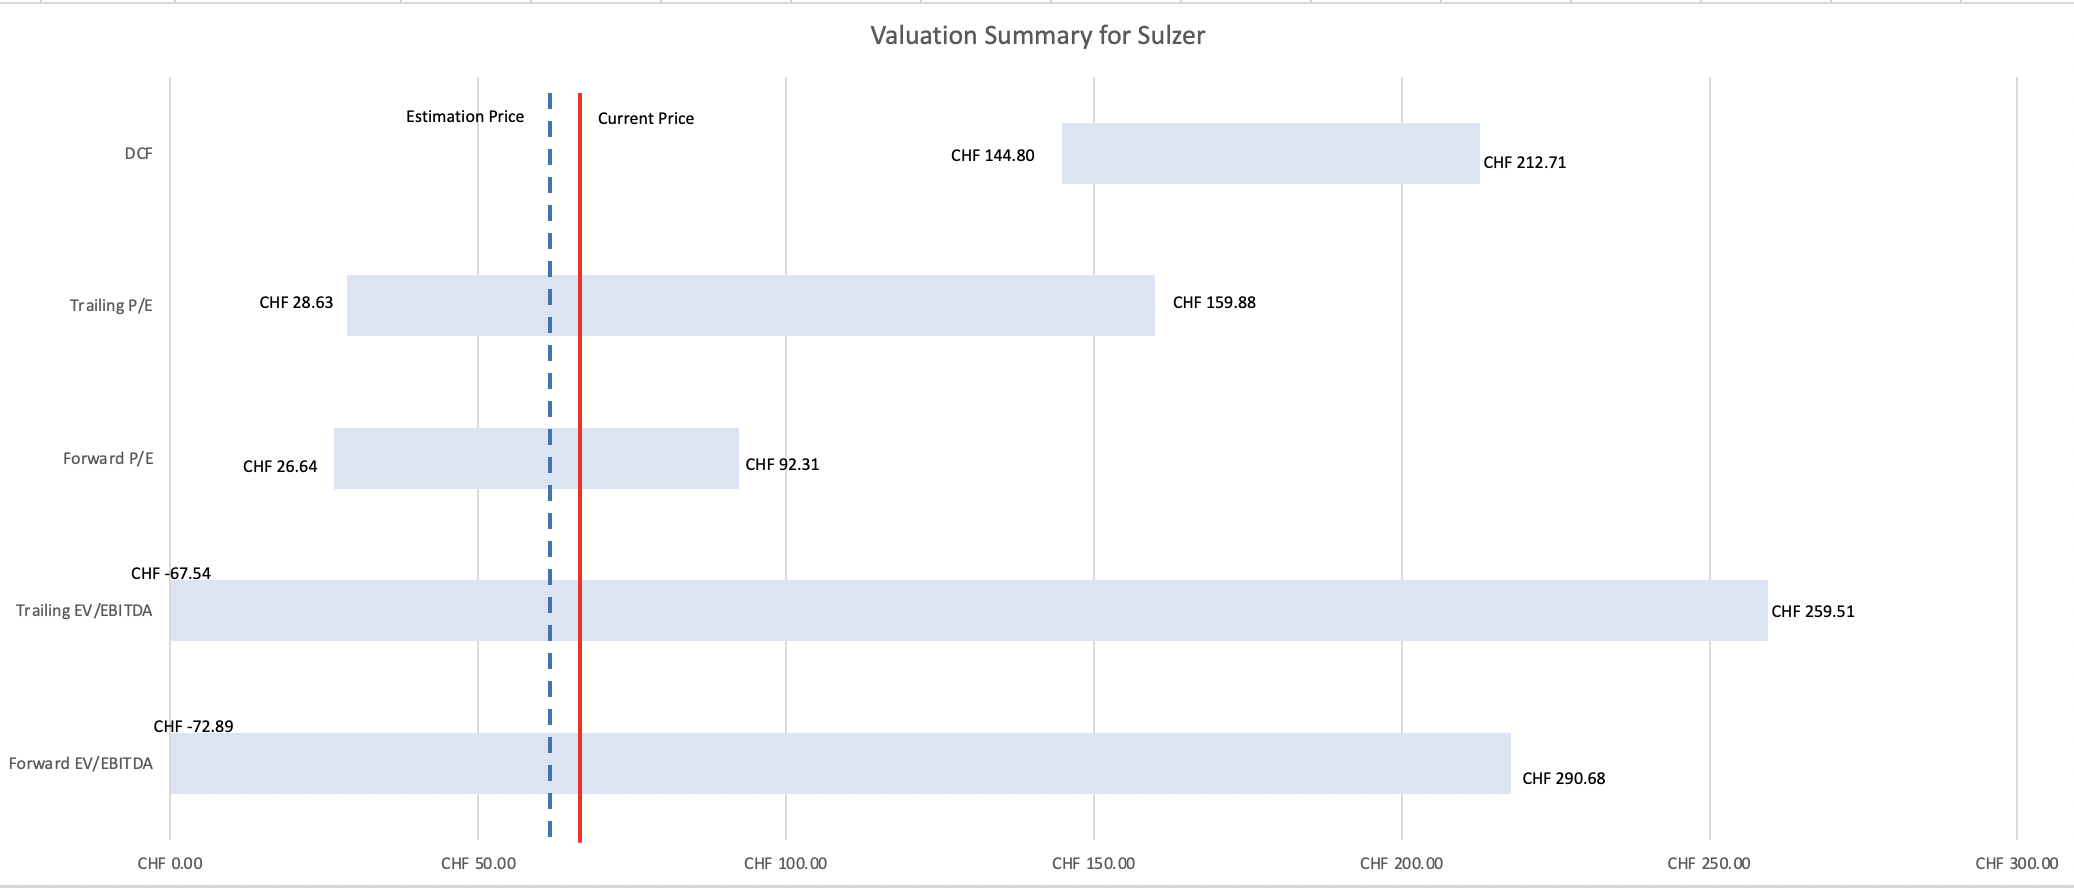 Valuation Summary for Sulzer
Estimation Price
Current Price
DCF
CHF 144.80
CHF 212.71
Trailing P/E
CHF 28.63
CHF 159.88
Forward P/E
CHF 26.64
CHF 92.31
CHF -67.54
Trailing EV/EBITDA
CHF 259.51
CHF -72.89
Forward EV/EBITDA
CHF 290.68
CHF 0.00
CHF 50.00
CHF 100.00
CHF 150.00
CHF 200.00
CHF 250.00
CHF 300.00